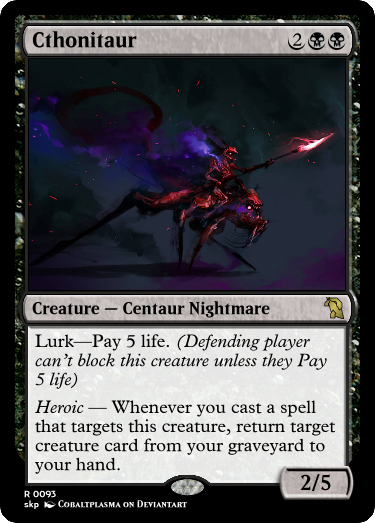 Cthonitaur 2
Creature — Centaur Nightmare
Lurk—Pay 5 life. (Defending player
can't block this creature unless they Pay
5 life)
Heroic — Whenever you cast a spell
that targets this creature, return target
creature card from your graveyard to
your hand.
2/5
R 0093
skp Cobaltplasma on Deviantart